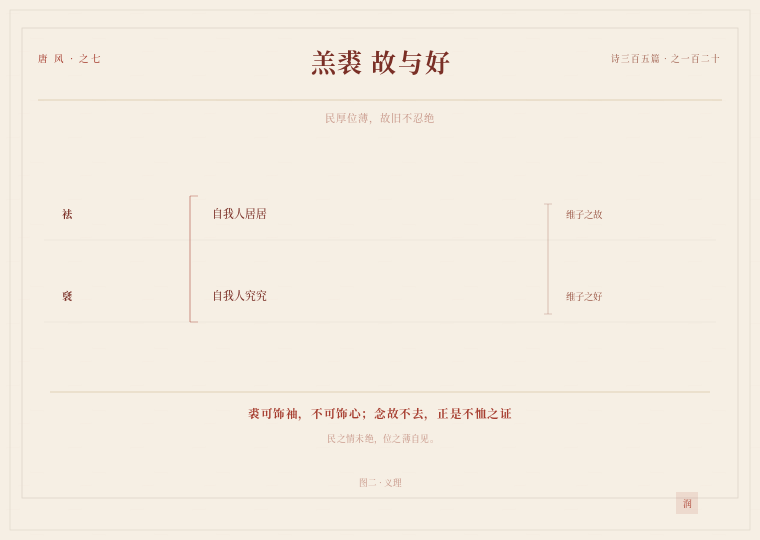 唐 风 · 之七
羔裘 故与好
诗三百五篇 · 之一百二十
民厚位薄，故旧不忍绝
祛 自我人居居 维子之故
褎 自我人究究 维子之好
裘可饰袖，不可饰心；念故不去，正是不恤之证
民之情未绝，位之薄自见。
图二 · 义理
润